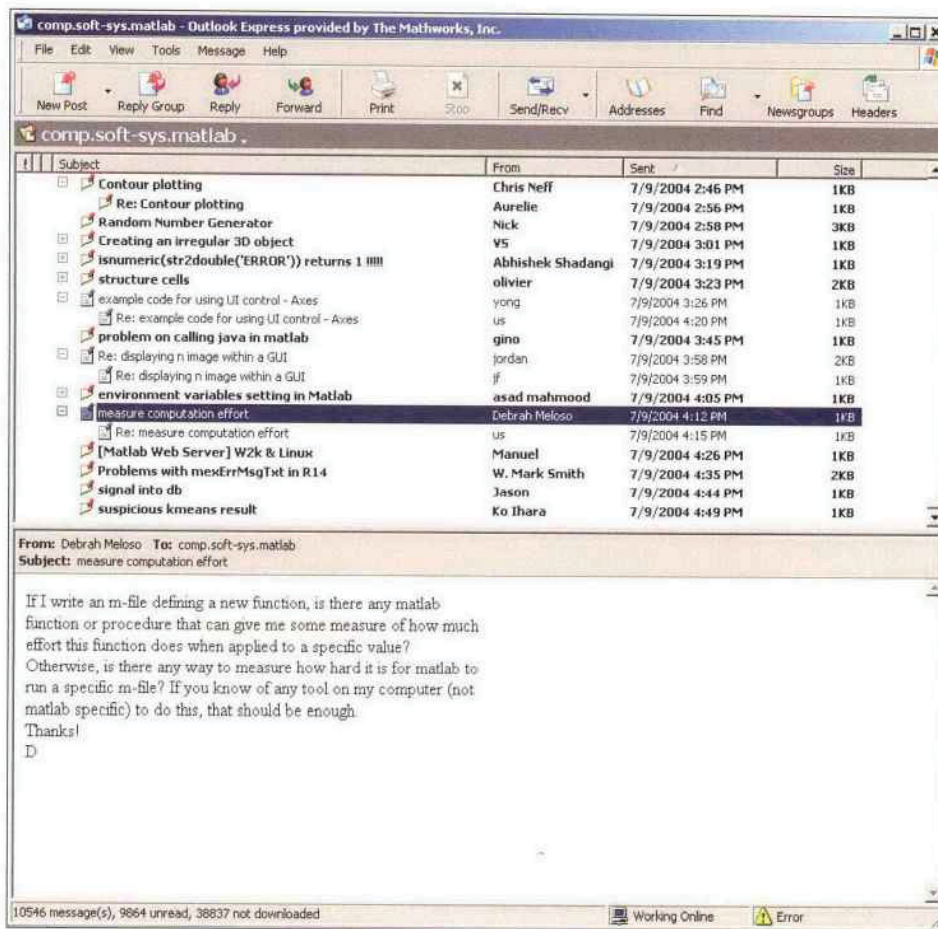 comp.soft-sys.matlab - Outlook Express provided by The Mathworks, Inc.
File Edit View Tools Message Help
New Post Reply Group Reply Forward Print Stop Send/Recv Addresses Find Newsgroups Headers
comp.soft-sys.matlab
! Subject From Sent Size
Contour plotting Chris Neff 7/9/2004 2:46 PM 1KB
Re: Contour plotting Aurelie 7/9/2004 2:56 PM 1KB
Random Number Generator Nick 7/9/2004 2:58 PM 3KB
Creating an irregular 3D object VS 7/9/2004 3:01 PM 1KB
isnumeric(str2double('ERROR')) returns 1 !!!!! Abhishek Shadangi 7/9/2004 3:19 PM 1KB
structure cells olivier 7/9/2004 3:23 PM 2KB
example code for using UI control - Axes yong 7/9/2004 3:26 PM 1KB
Re: example code for using UI control - Axes us 7/9/2004 4:20 PM 1KB
problem on calling java in matlab gino 7/9/2004 3:45 PM 1KB
Re: displaying n image within a GUI jordan 7/9/2004 3:58 PM 2KB
Re: displaying n image within a GUI jf 7/9/2004 3:59 PM 1KB
environment variables setting in Matlab asad mahmood 7/9/2004 4:05 PM 1KB
measure computation effort Debrah Meloso 7/9/2004 4:12 PM 1KB
Re: measure computation effort us 7/9/2004 4:15 PM 1KB
[Matlab Web Server] W2k & Linux Manuel 7/9/2004 4:26 PM 1KB
Problems with mexErrMsgTxt in R14 W. Mark Smith 7/9/2004 4:35 PM 2KB
signal into db Jason 7/9/2004 4:44 PM 1KB
suspicious kmeans result Ko Ihara 7/9/2004 4:49 PM 1KB
From: Debrah Meloso To: comp.soft-sys.matlab
Subject: measure computation effort
If I write an m-file defining a new function, is there any matlab
function or procedure that can give me some measure of how much
effort this function does when applied to a specific value?
Otherwise, is there any way to measure how hard it is for matlab to
run a specific m-file? If you know of any tool on my computer (not
matlab specific) to do this, that should be enough.
Thanks!
D
10546 message(s), 9864 unread, 38837 not downloaded Working Online Error